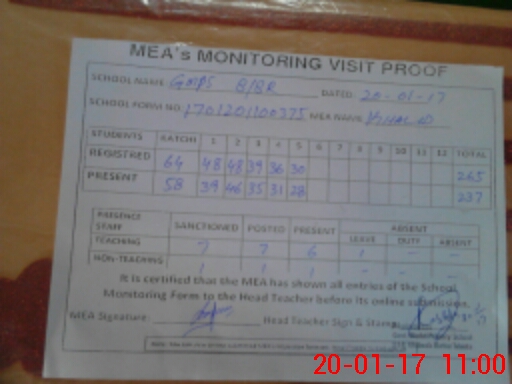 MEA's MONITORING VISIT PROOF
SCHOOL NAME GMPS B/BR DATED: 20-01-17
SCHOOL FORM NO. MEA NAME KHALID
STUDENTS KATCHI 1 2 3 4 5 6 7 8 9 10 11 12 TOTAL
REGISTRED 64 48 48 39 36 30 265
PRESENT 58 39 46 35 31 28 237
PRESENCE STAFF SANCTIONED POSTED PRESENT ABSENT
LEAVE DUTY ABSENT
TEACHING 7 7 6 1 - -
NON-TEACHING 1 1 1 - -
It is certified that the MEA has shown all entries of the School
Monitoring Form to the Head Teacher before its online submission.
MEA Signature: Head Teacher Sign & Stamp:
20-01-17 11:00